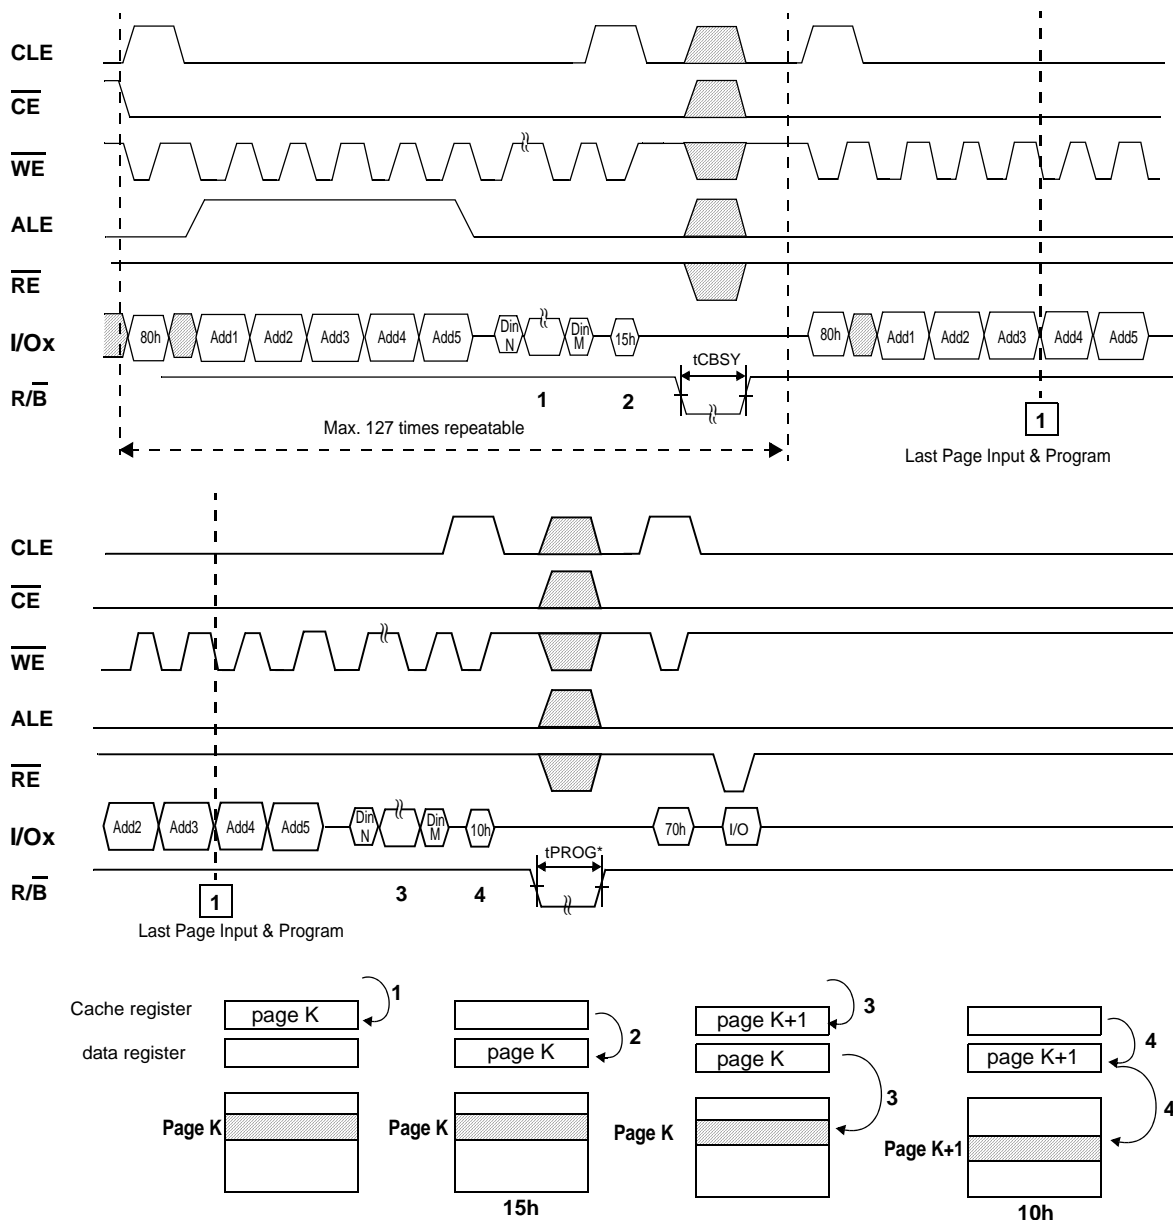 CLE
CE
WE
ALE
RE
I/Ox 80h Add1 Add2 Add3 Add4 Add5 Din N Din M 15h 80h Add1 Add2 Add3 Add4 Add5
tCBSY
R/B
1 2
Max. 127 times repeatable
1
Last Page Input & Program
CLE
CE
WE
ALE
RE
I/Ox Add2 Add3 Add4 Add5 Din N Din M 10h 70h I/O
tPROG*
R/B
1 3 4
Last Page Input & Program
Cache register page K 1 page K+1 3
data register 2 page K page K page K+1 4
3 4
Page K Page K Page K Page K+1
15h 10h